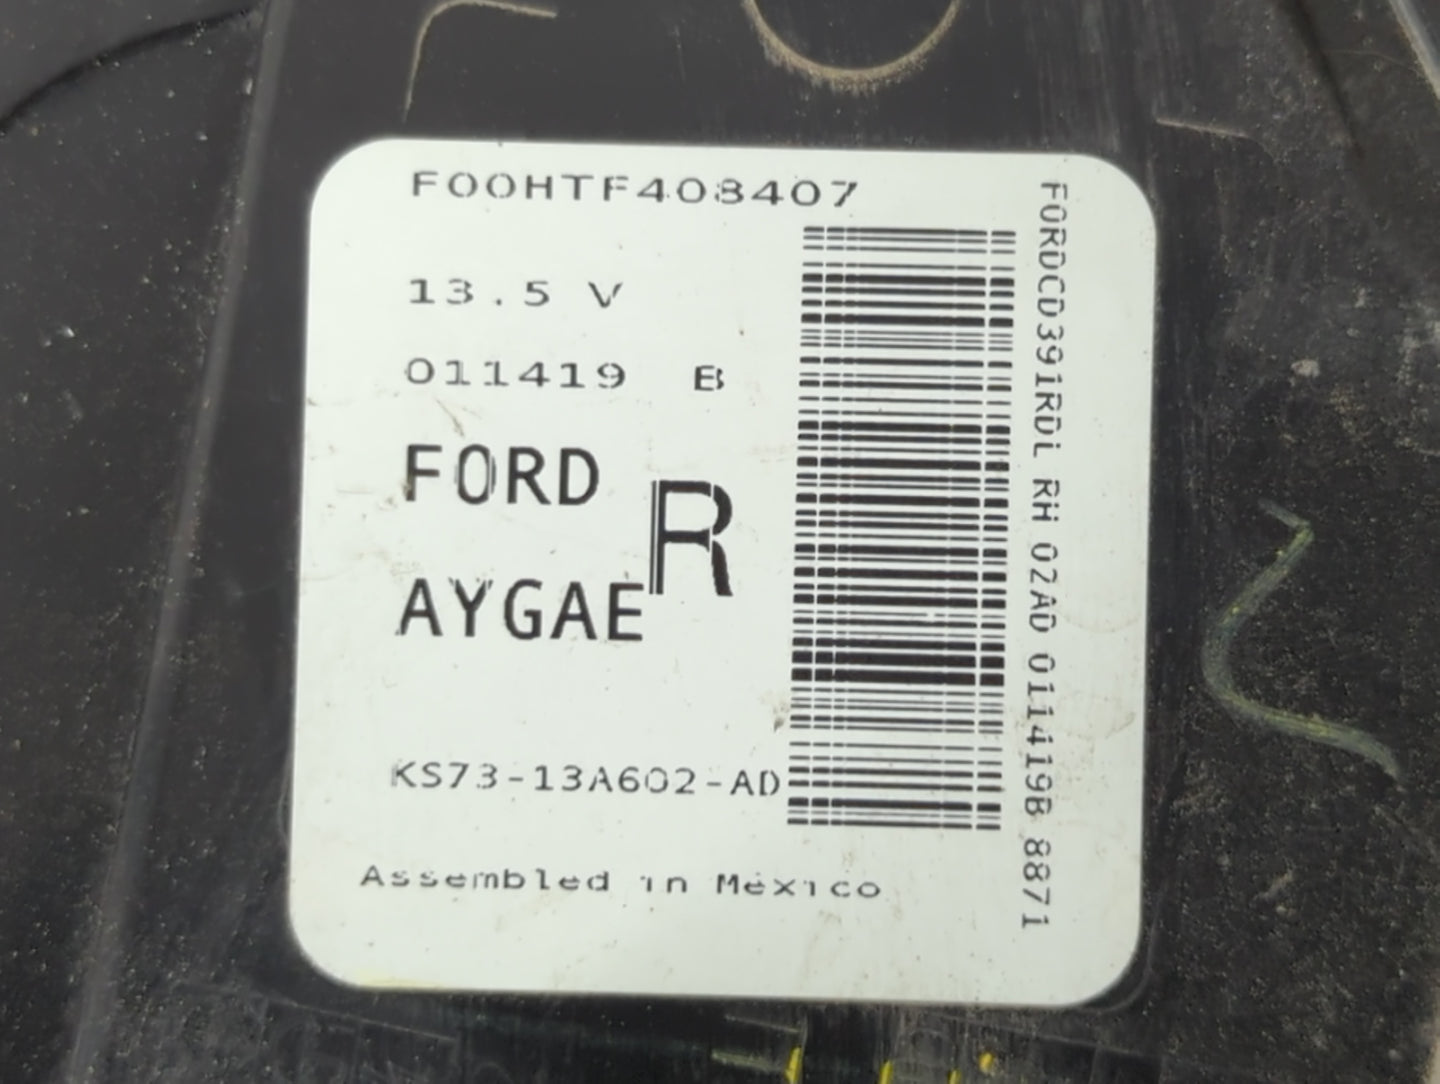 F00HTF408407
13.5 V
011419 B
FORD
R
AYGAE
KS73-13A602-AD
Assembled in Mexico
FORDCD391RDL RH 02AD 011419B 8871